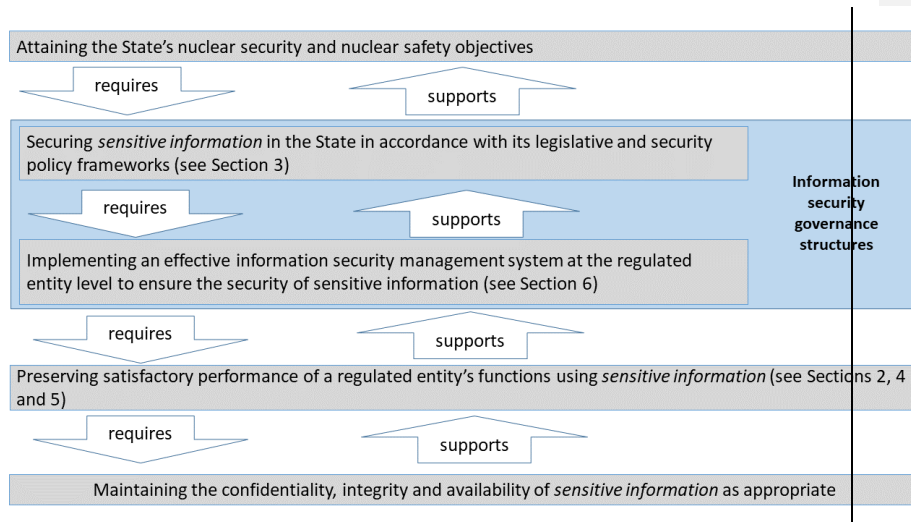 Attaining the State's nuclear security and nuclear safety objectives
requires
supports
Securing sensitive information in the State in accordance with its legislative and security
policy frameworks (see Section 3)
Information
security
governance
structures
requires
supports
Implementing an effective information security management system at the regulated
entity level to ensure the security of sensitive information (see Section 6)
requires
supports
Preserving satisfactory performance of a regulated entity's functions using sensitive information (see Sections 2, 4
and 5)
requires
supports
Maintaining the confidentiality, integrity and availability of sensitive information as appropriate